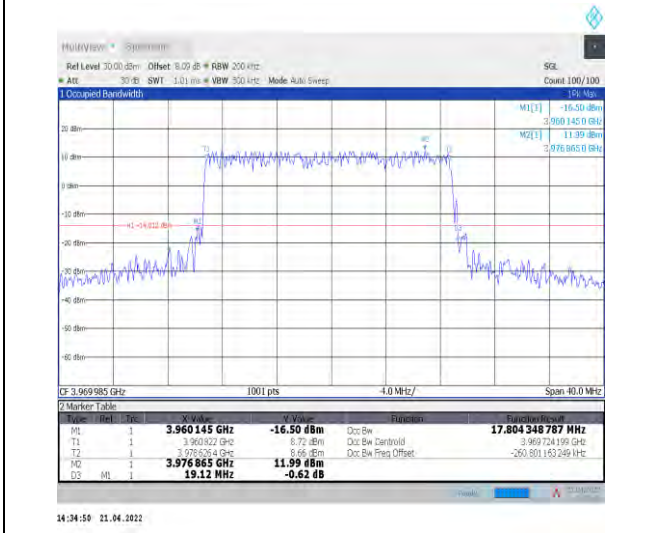 MultiView Spectrum
Ref Level 30.00 dBm Offset 8.09 dB RBW 200 kHz SGL
Att 30 dB SWT 1.01 ms VBW 500 kHz Mode Auto Sweep Count 100/100
1 Occupied Bandwidth 1Pk Max
M1[1] -16.50 dBm
3.960 145 0 GHz
M2[1] 11.99 dBm
3.976 865 0 GHz
20 dBm
10 dBm
0 dBm
-10 dBm
H1 -14.012 dBm
-20 dBm
-30 dBm
-40 dBm
-50 dBm
-60 dBm
T1 M2 T2
M1
D3
CF 3.969 985 GHz 1001 pts 4.0 MHz/ Span 40.0 MHz
2 Marker Table
Type Ref Trc X-Value Y-Value Function Function Result
M1 1 3.960 145 GHz -16.50 dBm Occ Bw 17.804 348 787 MHz
T1 1 3.960 822 GHz 8.72 dBm Occ Bw Centroid 3.969 724 199 GHz
T2 1 3.978 626 4 GHz 8.66 dBm Occ Bw Freq Offset -260.801 163 249 kHz
M2 1 3.976 865 GHz 11.99 dBm
D3 M1 1 19.12 MHz -0.62 dB
14:34:50 21.04.2022